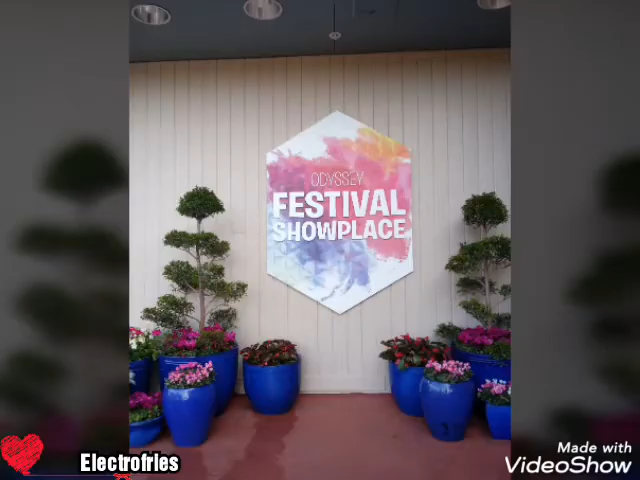 ODYSSEY
FESTIVAL
SHOWPLACE
Electrofries
Made with
VideoShow